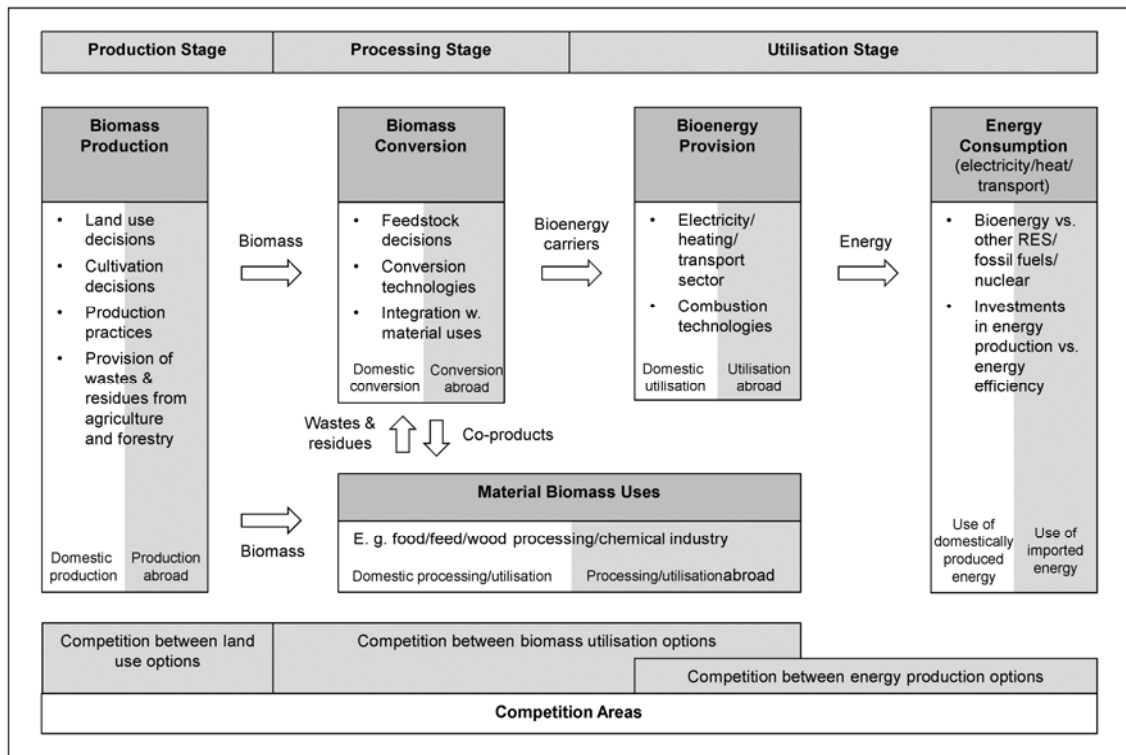 Production Stage
Processing Stage
Utilisation Stage
Biomass
Production
• Land use
decisions
• Cultivation
decisions
• Production
practices
• Provision of
wastes &
residues from
agriculture
and forestry
Domestic
production
Production
abroad
Biomass
Biomass
Biomass
Conversion
• Feedstock
decisions
• Conversion
technologies
• Integration w.
material uses
Domestic
conversion
Conversion
abroad
Wastes &
residues
Co-products
Material Biomass Uses
E. g. food/feed/wood processing/chemical industry
Domestic processing/utilisation
Processing/utilisation abroad
Bioenergy
carriers
Bioenergy
Provision
• Electricity/
heating/
transport
sector
• Combustion
technologies
Domestic
utilisation
Utilisation
abroad
Energy
Energy
Consumption
(electricity/heat/
transport)
• Bioenergy vs.
other RES/
fossil fuels/
nuclear
• Investments
in energy
production vs.
energy
efficiency
Use of
domestically
produced
energy
Use of
imported
energy
Competition between land
use options
Competition between biomass utilisation options
Competition between energy production options
Competition Areas